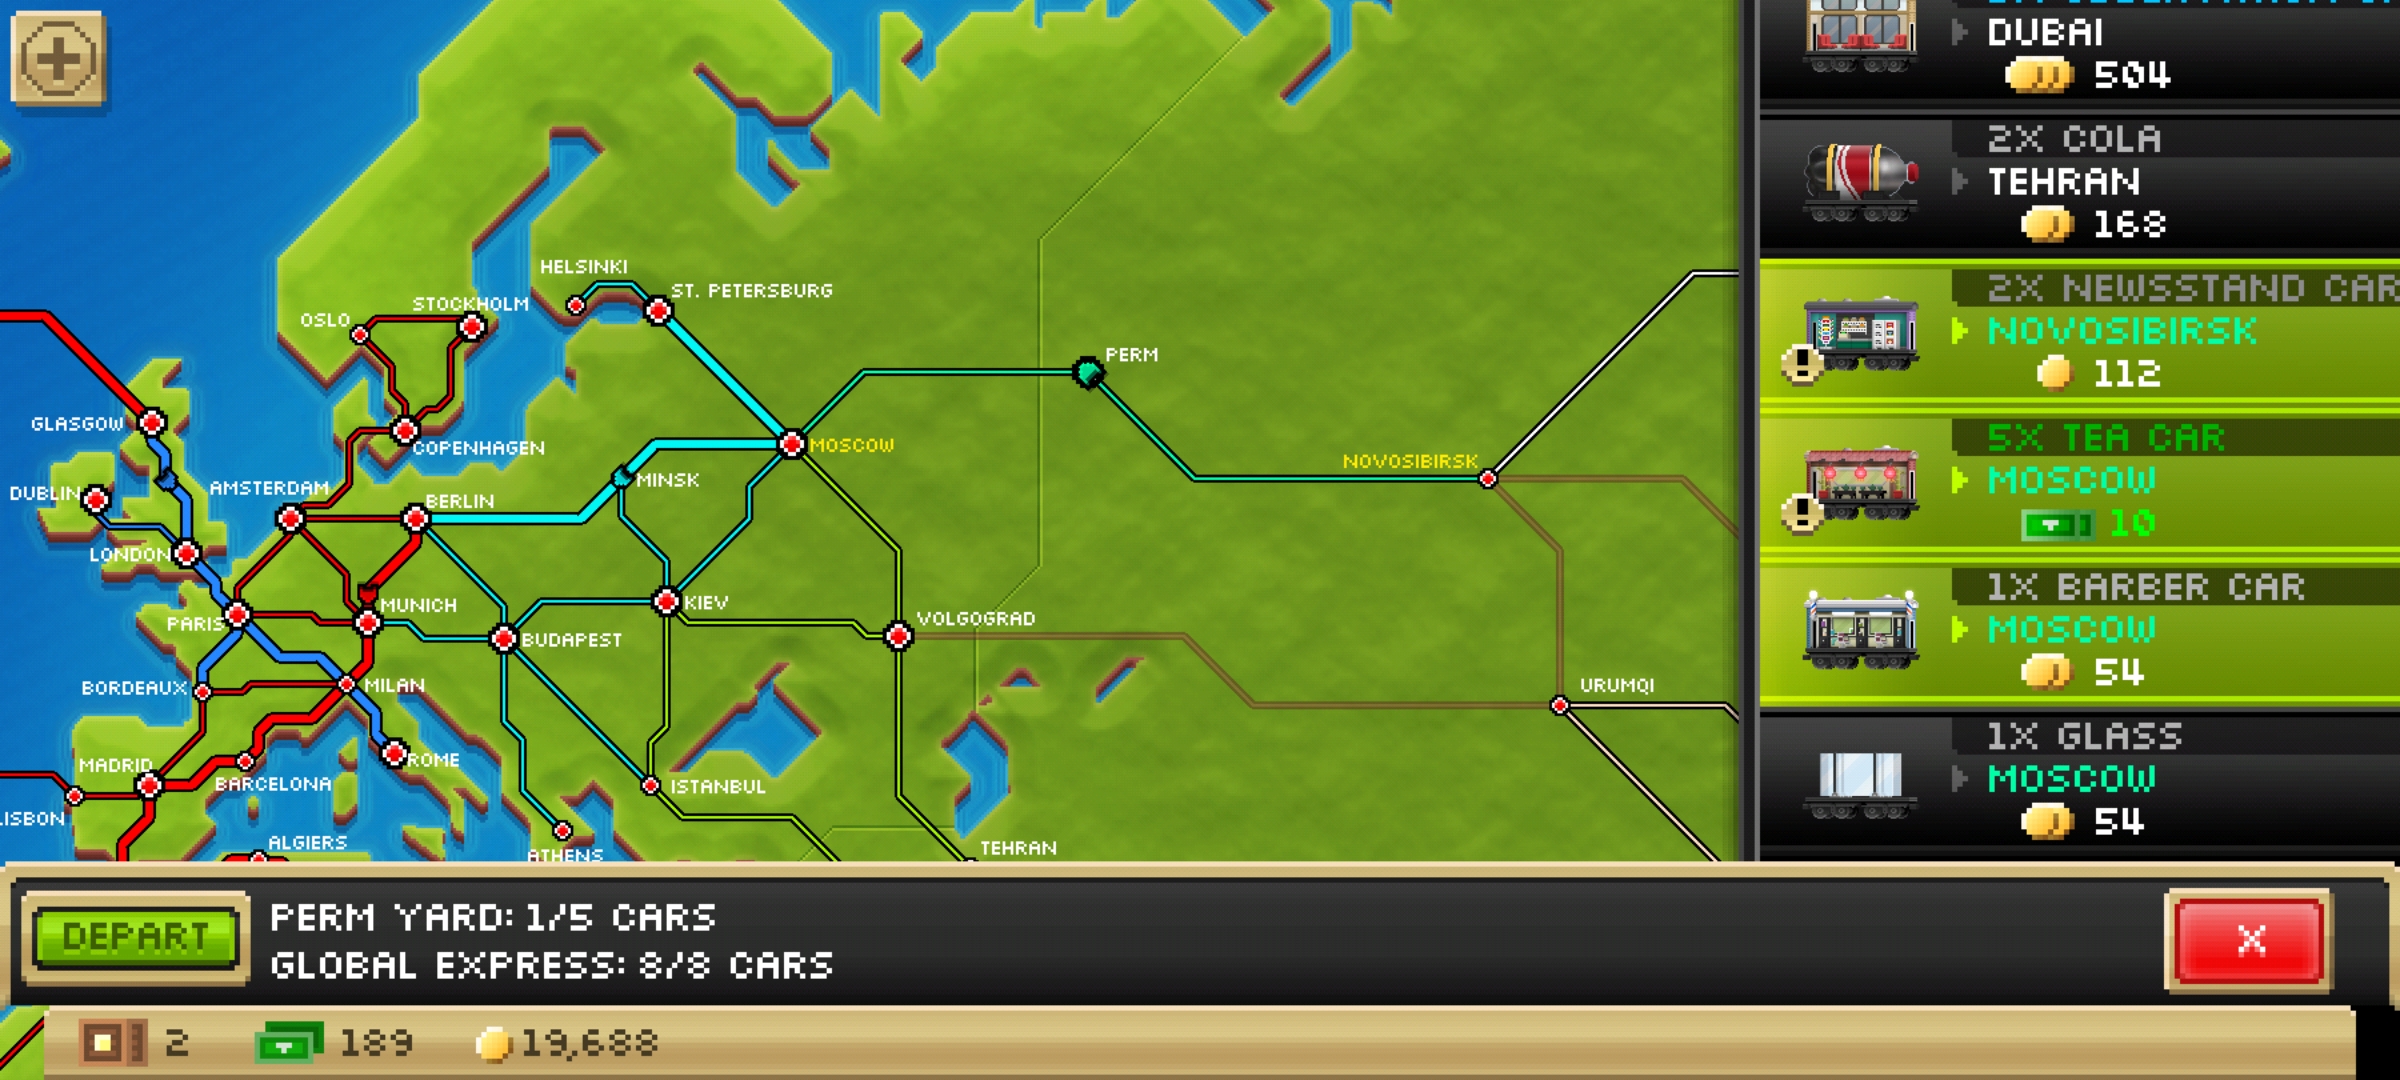 DUBAI
504
2X COLA
TEHRAN
168
2X NEWSSTAND CAR
NOVOSIBIRSK
112
5X TEA CAR
MOSCOW
10
1X BARBER CAR
MOSCOW
54
1X GLASS
MOSCOW
54
HELSINKI
ST. PETERSBURG
STOCKHOLM
OSLO
PERM
GLASGOW
COPENHAGEN
MOSCOW
NOVOSIBIRSK
MINSK
DUBLIN
AMSTERDAM
BERLIN
LONDON
MUNICH
KIEV
PARIS
BUDAPEST
VOLGOGRAD
BORDEAUX
MILAN
URUMQI
MADRID
ROME
BARCELONA
ISTANBUL
LISBON
ALGIERS
ATHENS
TEHRAN
DEPART
PERM YARD: 1/5 CARS
GLOBAL EXPRESS: 8/8 CARS
X
2
189
19,688